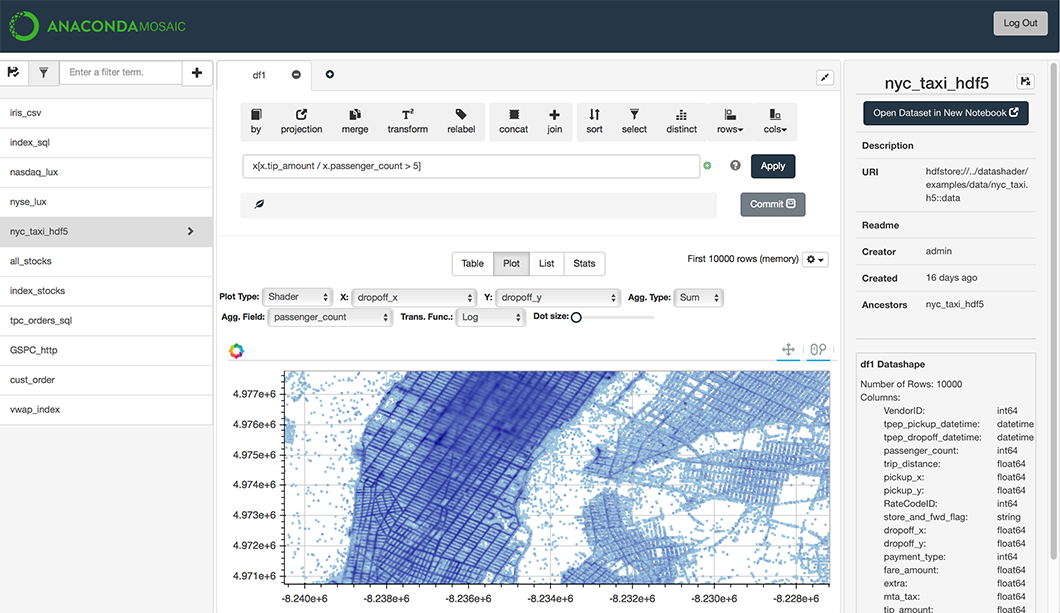 ANACONDAMOSAIC
Log Out
Enter a filter term.
iris_csv
index_sql
nasdaq_lux
nyse_lux
nyc_taxi_hdf5
all_stocks
index_stocks
tpc_orders_sql
GSPC_http
cust_order
vwap_index
df1
by projection merge transform relabel concat join sort select distinct rows cols
x[x.tip_amount / x.passenger_count > 5]
Apply
Commit
Table Plot List Stats
First 10000 rows (memory)
Plot Type: Shader X: dropoff_x Y: dropoff_y Agg. Type: Sum
Agg. Field: passenger_count Trans. Func.: Log Dot size:
4.977e+6
4.976e+6
4.975e+6
4.974e+6
4.973e+6
4.972e+6
4.971e+6
-8.240e+6 -8.238e+6 -8.236e+6 -8.234e+6 -8.232e+6 -8.230e+6 -8.228e+6
nyc_taxi_hdf5
Open Dataset in New Notebook
Description
URI hdfstore://../datashader/
examples/data/nyc_taxi.
h5::data
Readme
Creator admin
Created 16 days ago
Ancestors nyc_taxi_hdf5
df1 Datashape
Number of Rows: 10000
Columns:
VendorID: int64
tpep_pickup_datetime: datetime
tpep_dropoff_datetime: datetime
passenger_count: int64
trip_distance: float64
pickup_x: float64
pickup_y: float64
RateCodeID: int64
store_and_fwd_flag: string
dropoff_x: float64
dropoff_y: float64
payment_type: int64
fare_amount: float64
extra: float64
mta_tax: float64
tip_amount: float64